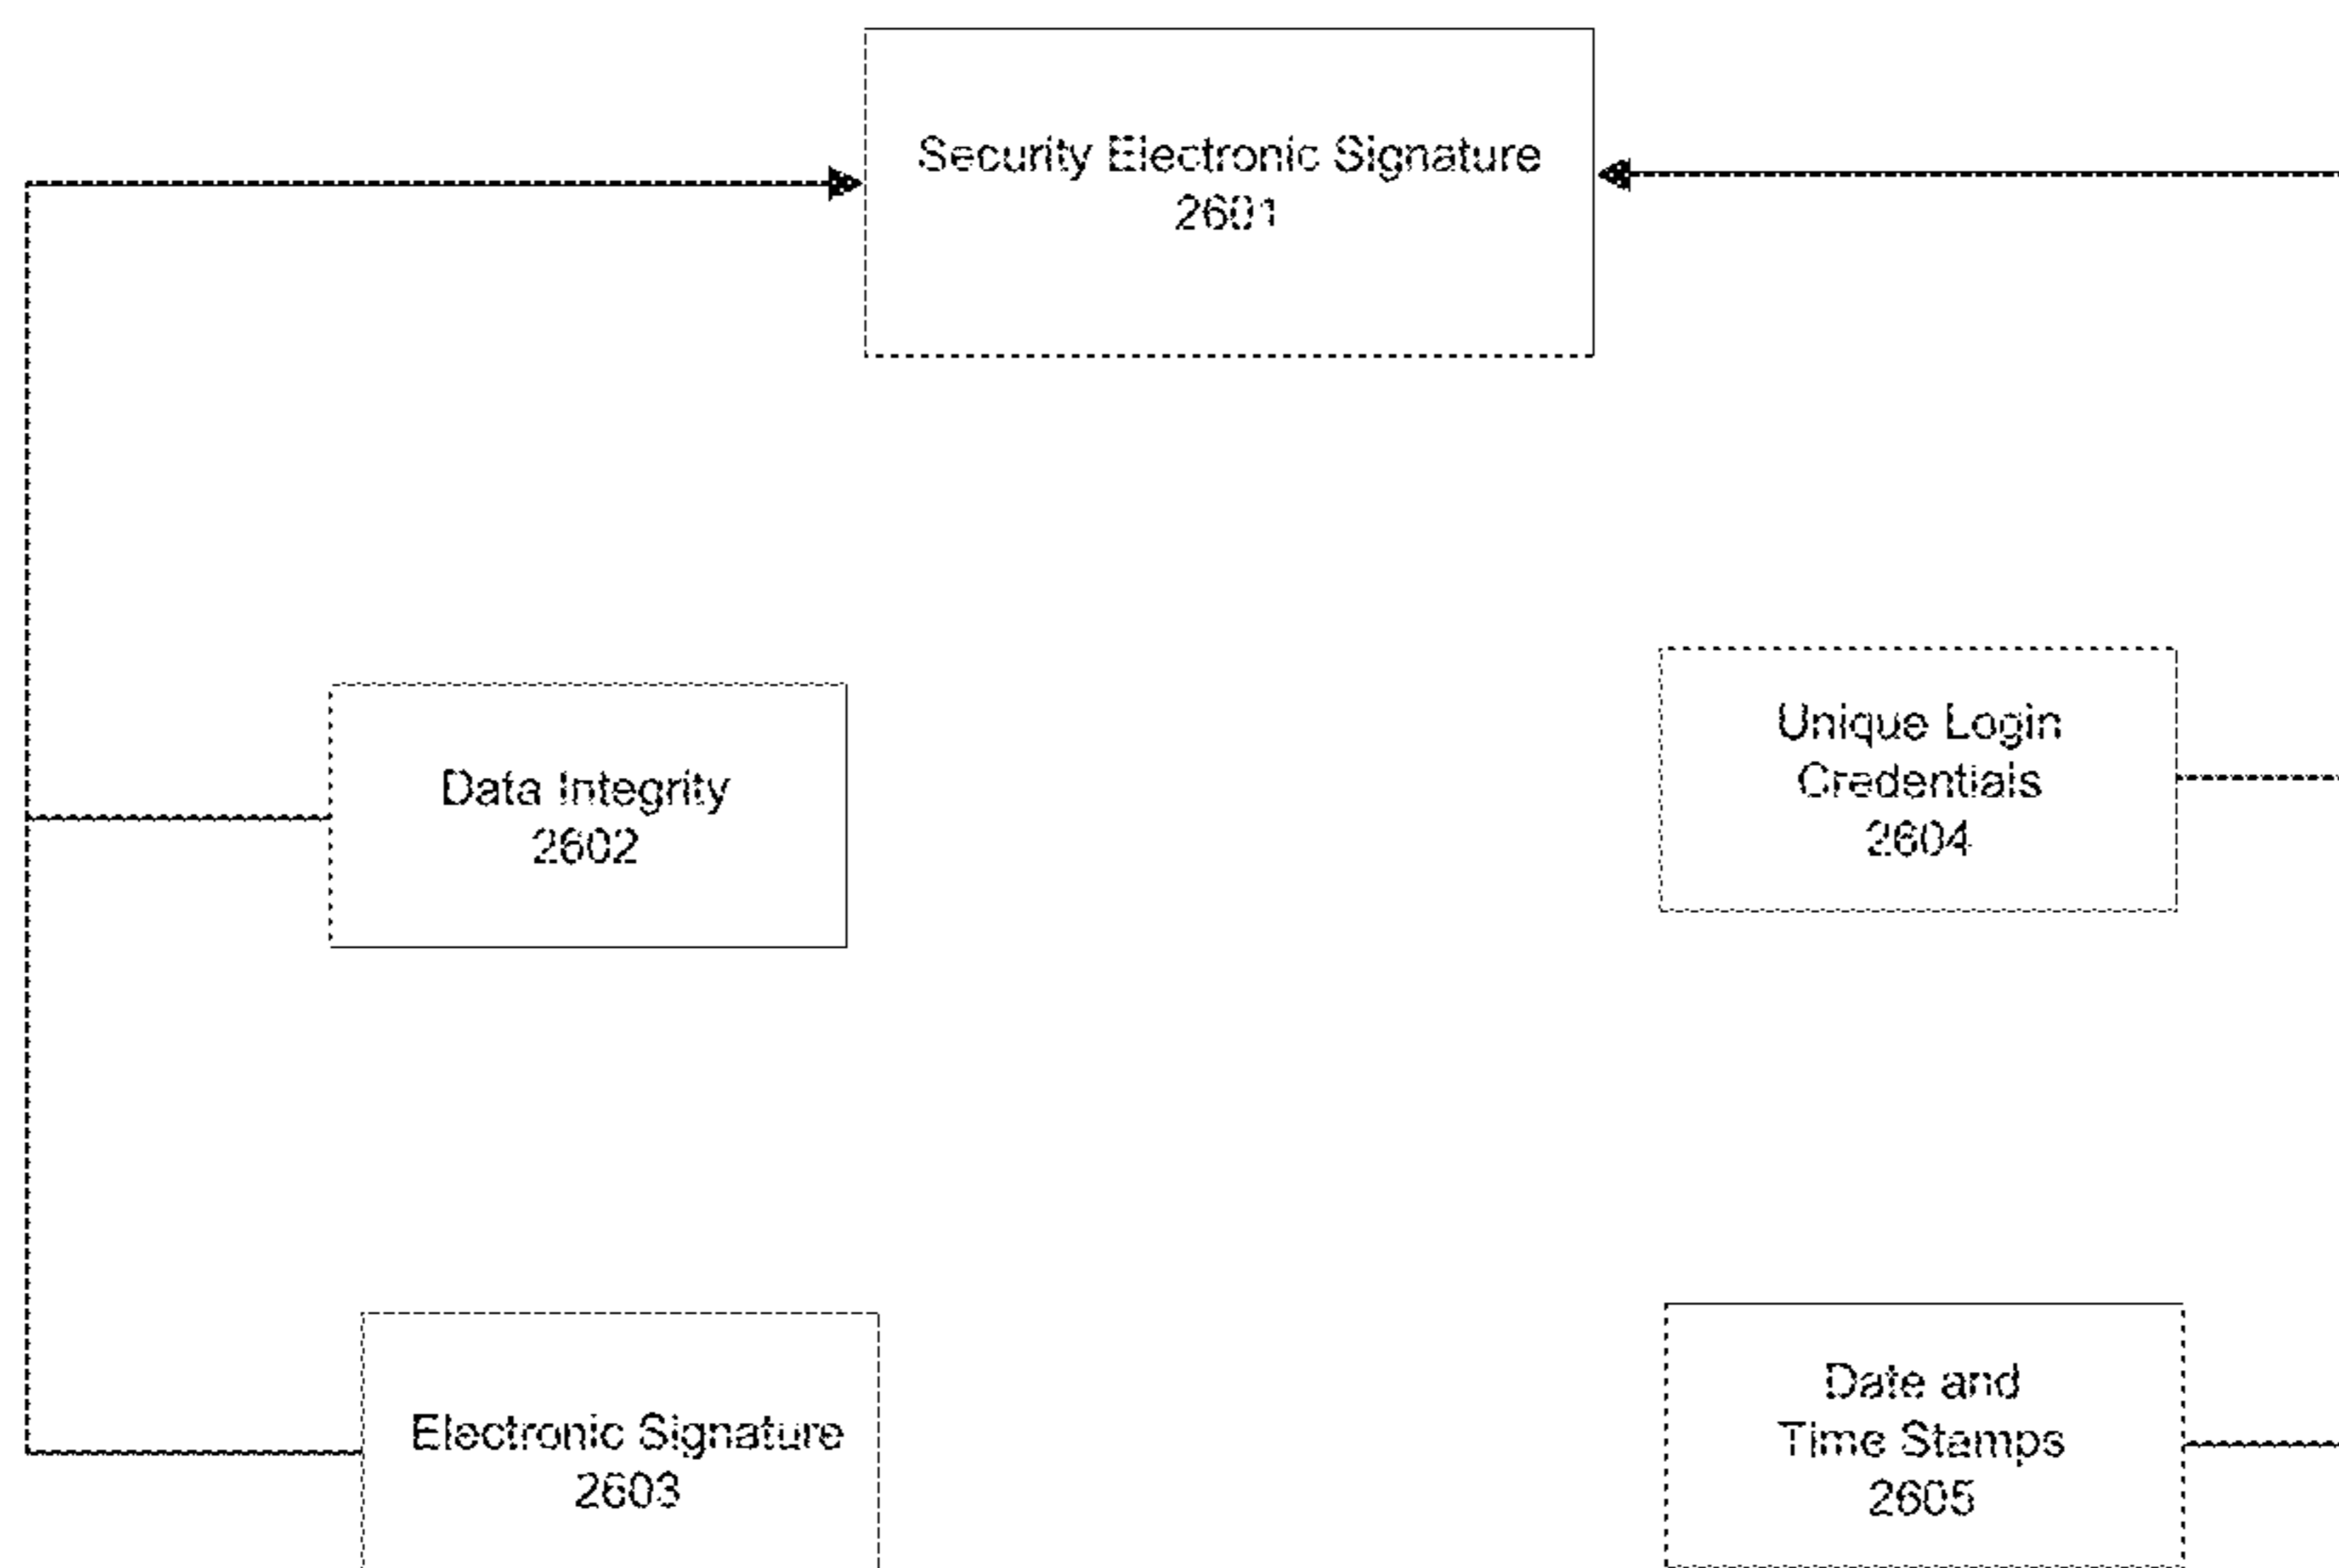 Security Electronic Signature
2601
Data Integrity
2602
Unique Login
Credentials
2604
Electronic Signature
2603
Date and
Time Stamps
2605